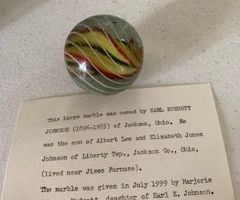 This large marble was owned by EARL EVERETT
JOHNSON (1896-1955) of Jackson, Ohio. He
was the son of Albert Lee and Elizabeth Jones
Johnson of Liberty Twp., Jackson Co., Ohio,
(lived near Jisco Furnace).
The marble was given in July 1999 by Marjorie
daughter of Earl E. Johnson.